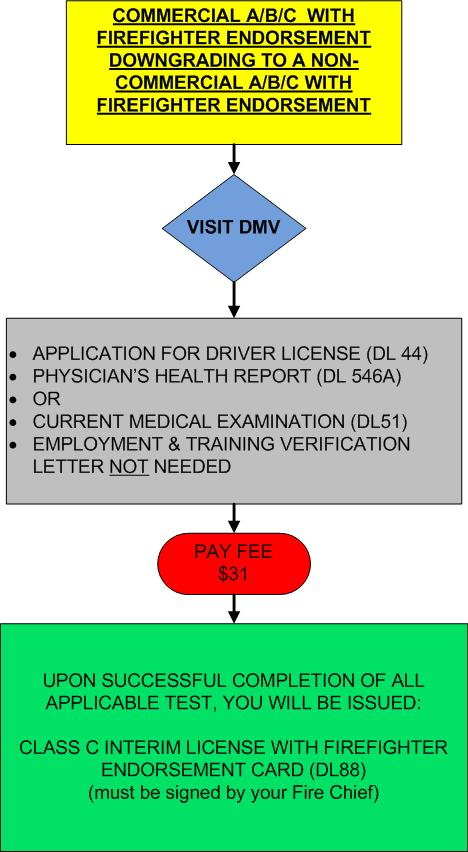 COMMERCIAL A/B/C WITH
FIREFIGHTER ENDORSEMENT
DOWNGRADING TO A NON-
COMMERCIAL A/B/C WITH
FIREFIGHTER ENDORSEMENT
VISIT DMV
• APPLICATION FOR DRIVER LICENSE (DL 44)
• PHYSICIAN'S HEALTH REPORT (DL 546A)
• OR
• CURRENT MEDICAL EXAMINATION (DL51)
• EMPLOYMENT & TRAINING VERIFICATION
LETTER NOT NEEDED
PAY FEE
$31
UPON SUCCESSFUL COMPLETION OF ALL
APPLICABLE TEST, YOU WILL BE ISSUED:
CLASS C INTERIM LICENSE WITH FIREFIGHTER
ENDORSEMENT CARD (DL88)
(must be signed by your Fire Chief)